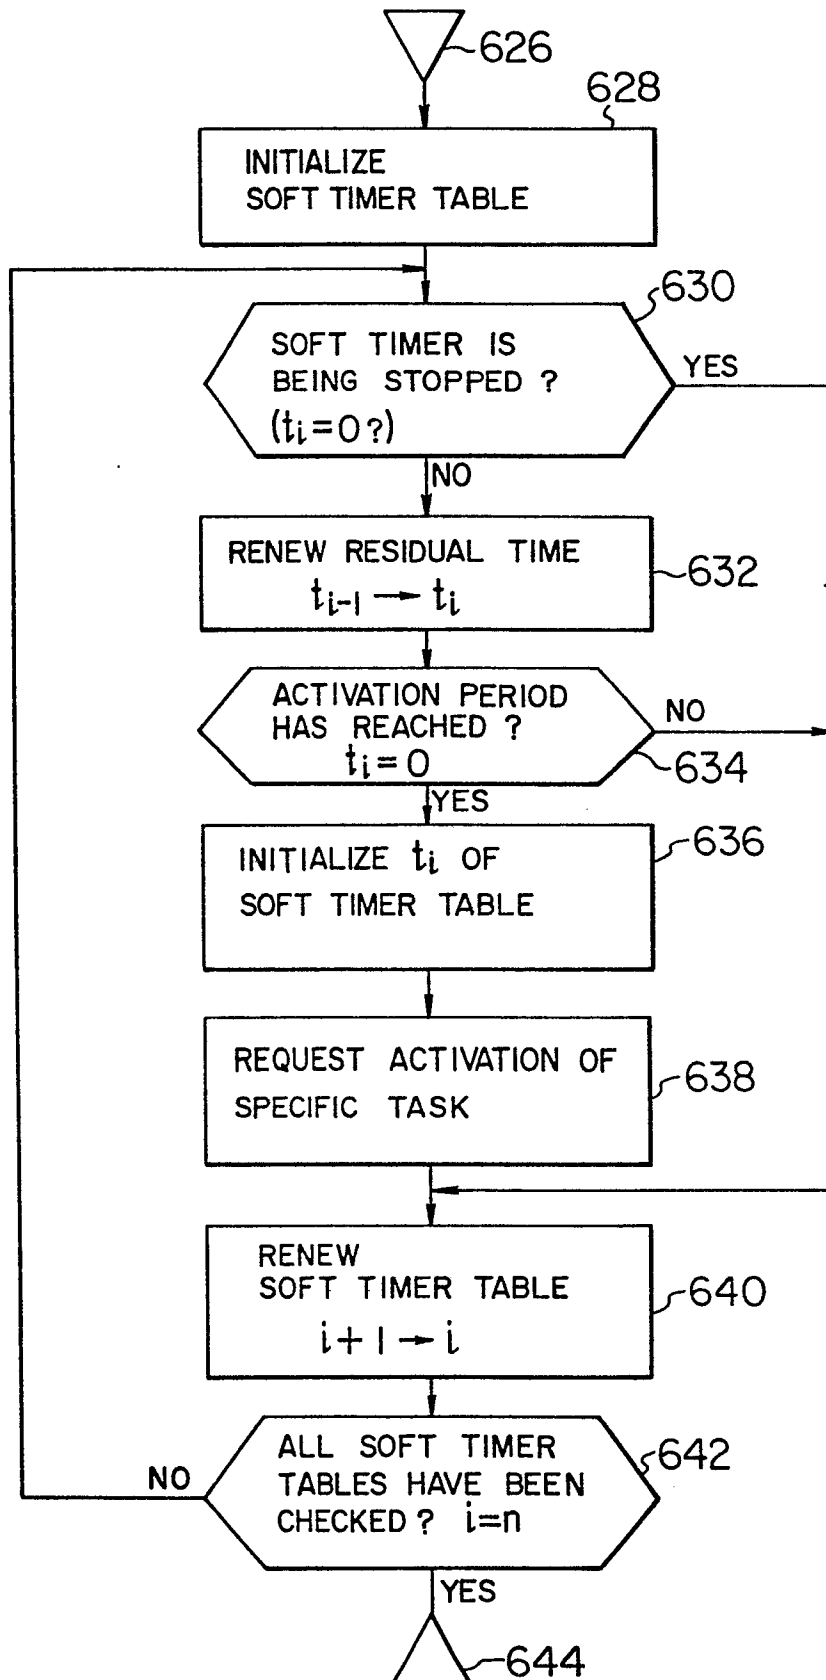 626
628
INITIALIZE
SOFT TIMER TABLE
630
SOFT TIMER IS
BEING STOPPED ?
(ti=0?)
YES
NO
RENEW RESIDUAL TIME
ti-1 → ti
632
ACTIVATION PERIOD
HAS REACHED ?
ti=0
NO
634
YES
INITIALIZE ti OF
SOFT TIMER TABLE
636
REQUEST ACTIVATION OF
SPECIFIC TASK
638
RENEW
SOFT TIMER TABLE
i+1→i
640
ALL SOFT TIMER
TABLES HAVE BEEN
CHECKED? i=n
642
NO
YES
644